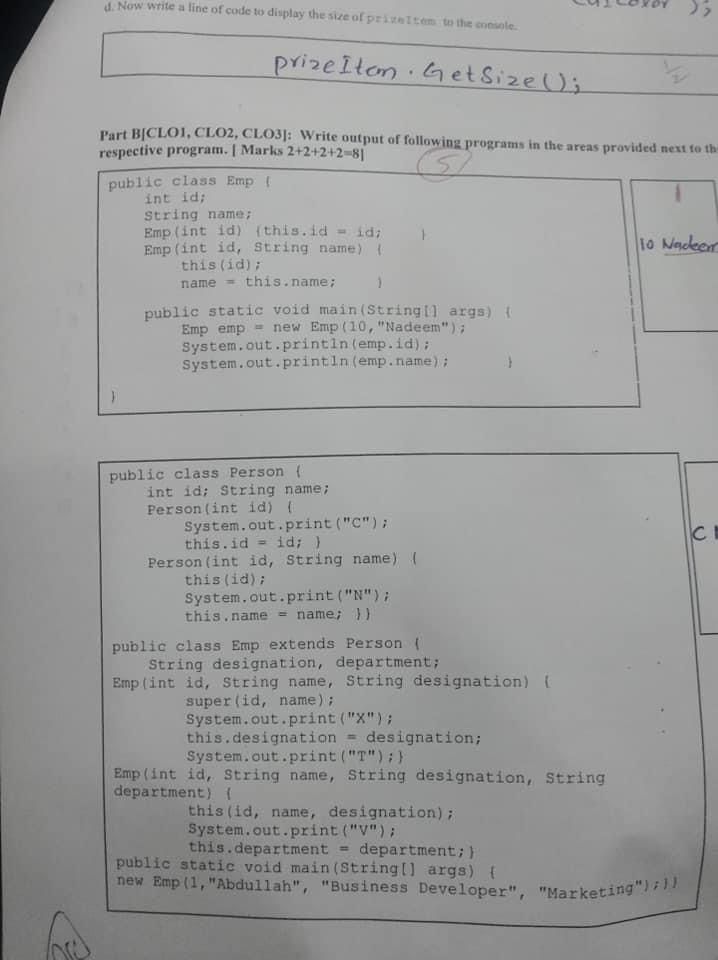 d. Now write a line of code to display the size of prizeItem to the console.
prizeItem.GetSize();
1/2
Part B[CLO1, CLO2, CLO3]: Write output of following programs in the areas provided next to th
respective program. [ Marks 2+2+2+2=8]
5
public class Emp {
int id;
String name;
Emp(int id) {this.id = id; }
Emp(int id, String name) {
this(id);
name = this.name; }
public static void main(String[] args) {
Emp emp = new Emp(10,"Nadeem");
System.out.println(emp.id);
System.out.println(emp.name); }
}
1
10 Nadeem
public class Person {
int id; String name;
Person(int id) {
System.out.print("C");
this.id = id; }
Person(int id, String name) {
this(id);
System.out.print("N");
this.name = name; }}
public class Emp extends Person {
String designation, department;
Emp(int id, String name, String designation) {
super(id, name);
System.out.print("X");
this.designation = designation;
System.out.print("T");}
Emp(int id, String name, String designation, String
department) {
this(id, name, designation);
System.out.print("V");
this.department = department;}
public static void main(String[] args) {
new Emp(1,"Abdullah", "Business Developer", "Marketing");}}
C